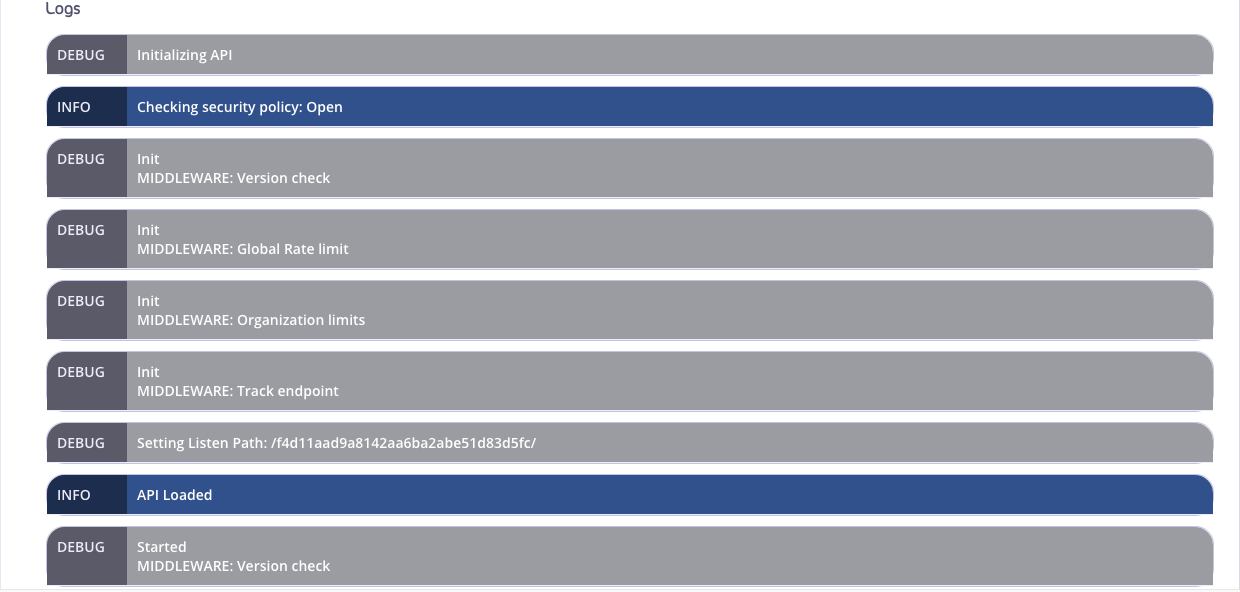 Logs
DEBUG Initializing API
INFO Checking security policy: Open
DEBUG Init
MIDDLEWARE: Version check
DEBUG Init
MIDDLEWARE: Global Rate limit
DEBUG Init
MIDDLEWARE: Organization limits
DEBUG Init
MIDDLEWARE: Track endpoint
DEBUG Setting Listen Path: /f4d11aad9a8142aa6ba2abe51d83d5fc/
INFO API Loaded
DEBUG Started
MIDDLEWARE: Version check